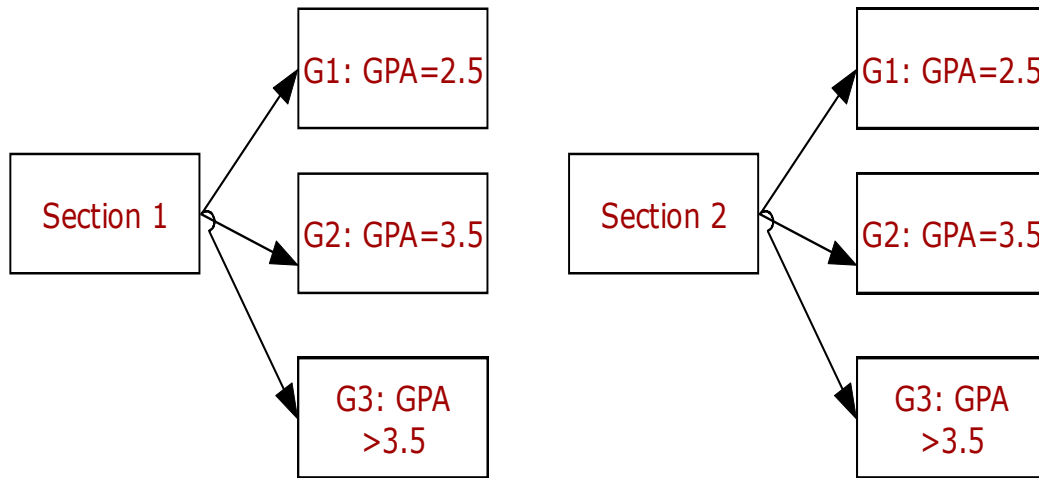 Section 1
G1: GPA=2.5
G2: GPA=3.5
G3: GPA
>3.5
Section 2
G1: GPA=2.5
G2: GPA=3.5
G3: GPA
>3.5